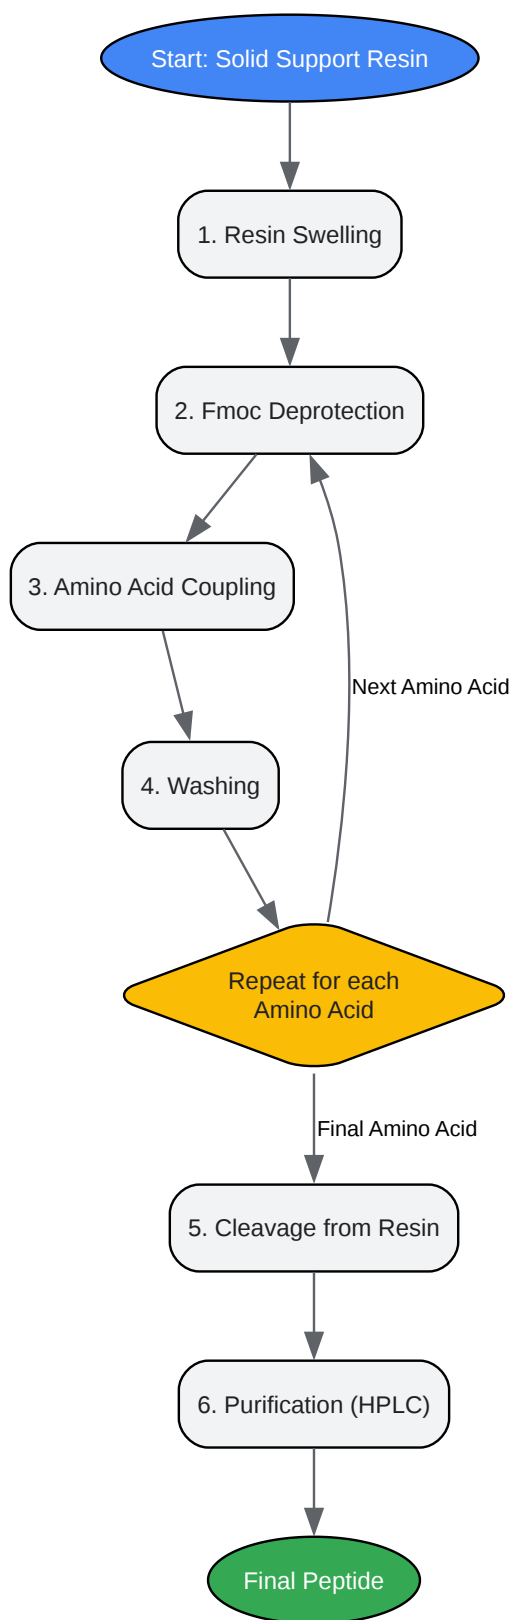 Start: Solid Support Resin
1. Resin Swelling
2. Fmoc Deprotection
3. Amino Acid Coupling
Next Amino Acid
4. Washing
Repeat for each
Amino Acid
Final Amino Acid
5. Cleavage from Resin
6. Purification (HPLC)
Final Peptide